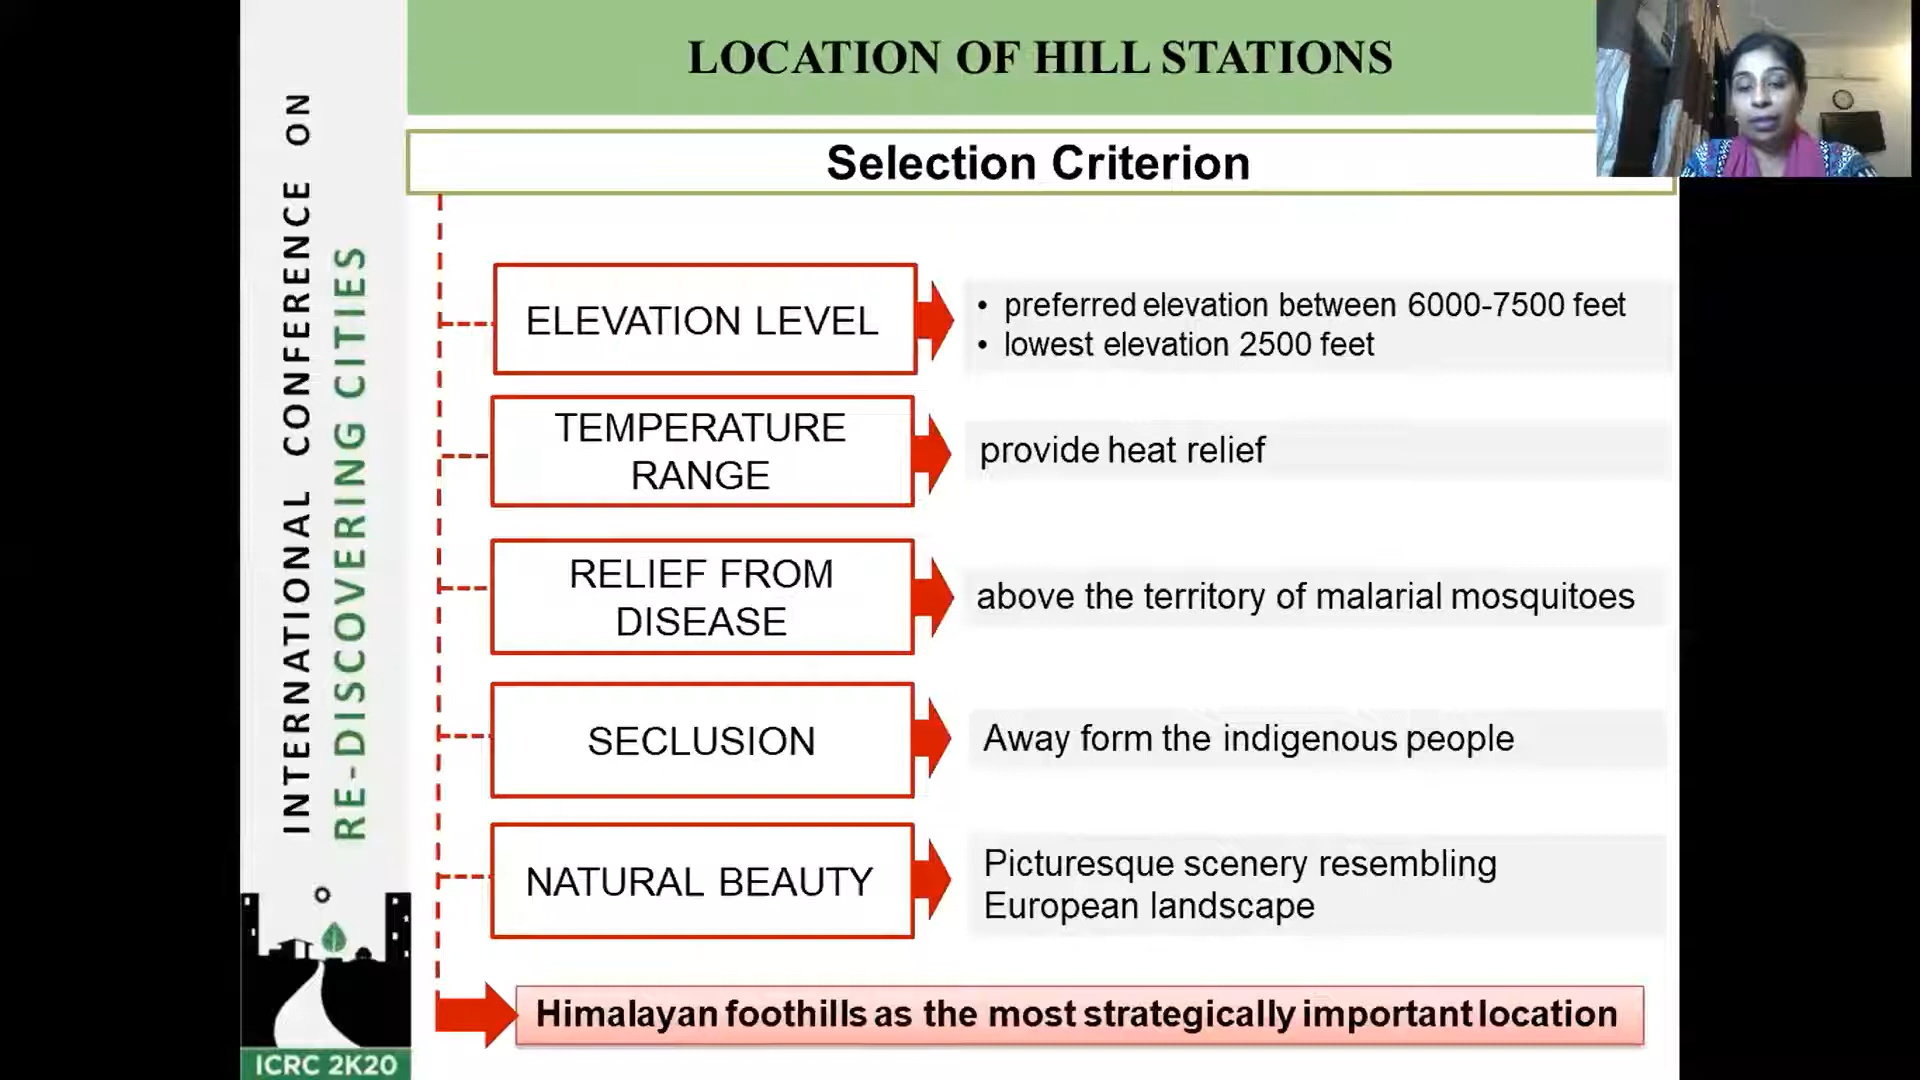 LOCATION OF HILL STATIONS
Selection Criterion
INTERNATIONAL CONFERENCE ON
RE-DISCOVERING CITIES
ELEVATION LEVEL
• preferred elevation between 6000-7500 feet
• lowest elevation 2500 feet
TEMPERATURE
RANGE
provide heat relief
RELIEF FROM
DISEASE
above the territory of malarial mosquitoes
SECLUSION
Away form the indigenous people
NATURAL BEAUTY
Picturesque scenery resembling
European landscape
Himalayan foothills as the most strategically important location
ICRC 2K20